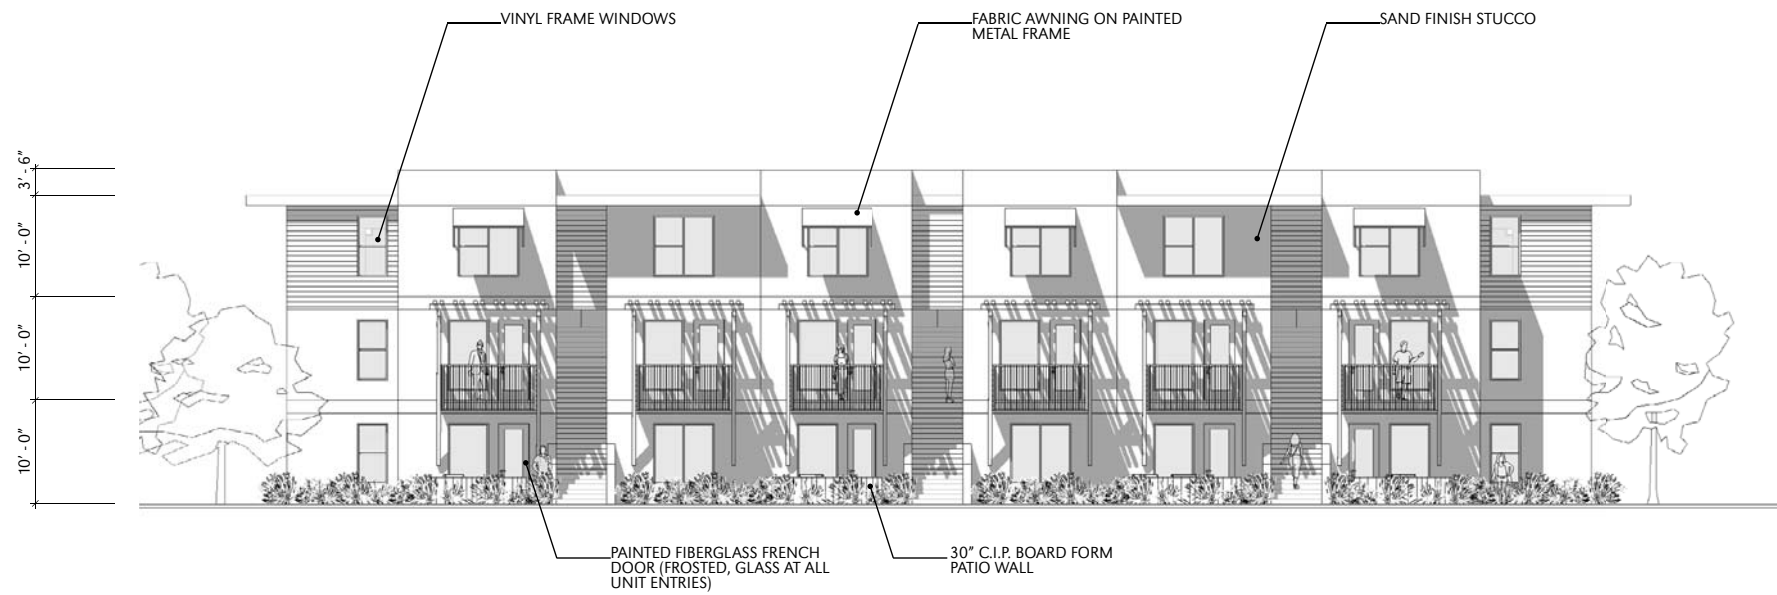 VINYL FRAME WINDOWS
FABRIC AWNING ON PAINTED
METAL FRAME
SAND FINISH STUCCO
3' - 6"
10' - 0"
10' - 0"
10' - 0"
PAINTED FIBERGLASS FRENCH
DOOR (FROSTED, GLASS AT ALL
UNIT ENTRIES)
30" C.I.P. BOARD FORM
PATIO WALL